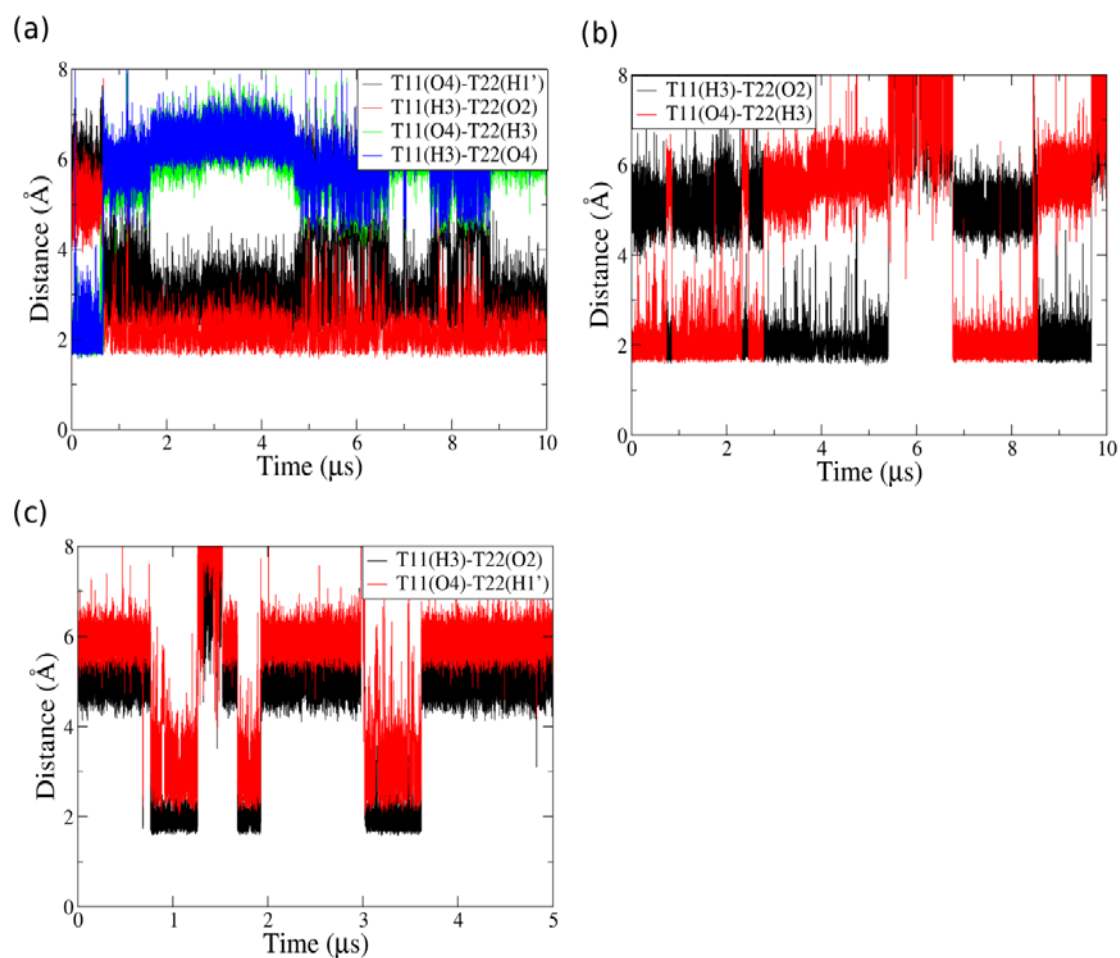 (a)
8
6
4
2
0
Distance (Å)
0 2 4 6 8 10
Time (μs)
T11(O4)-T22(H1')
T11(H3)-T22(O2)
T11(O4)-T22(H3)
T11(H3)-T22(O4)
(b)
8
6
4
2
0
Distance (Å)
0 2 4 6 8 10
Time (μs)
T11(H3)-T22(O2)
T11(O4)-T22(H3)
(c)
8
6
4
2
0
Distance (Å)
0 1 2 3 4 5
Time (μs)
T11(H3)-T22(O2)
T11(O4)-T22(H1')